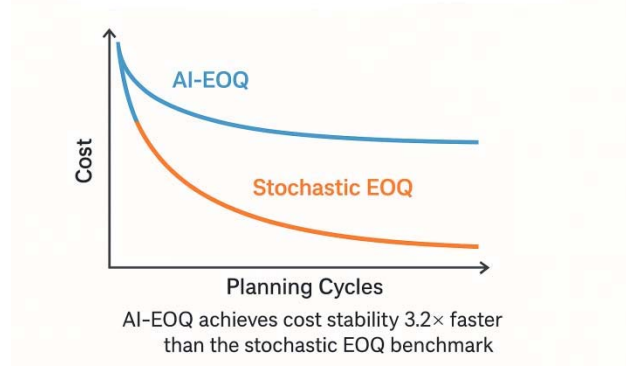 AI-EOQ
Stochastic EOQ
Cost
Planning Cycles
AI-EOQ achieves cost stability 3.2× faster
than the stochastic EOQ benchmark